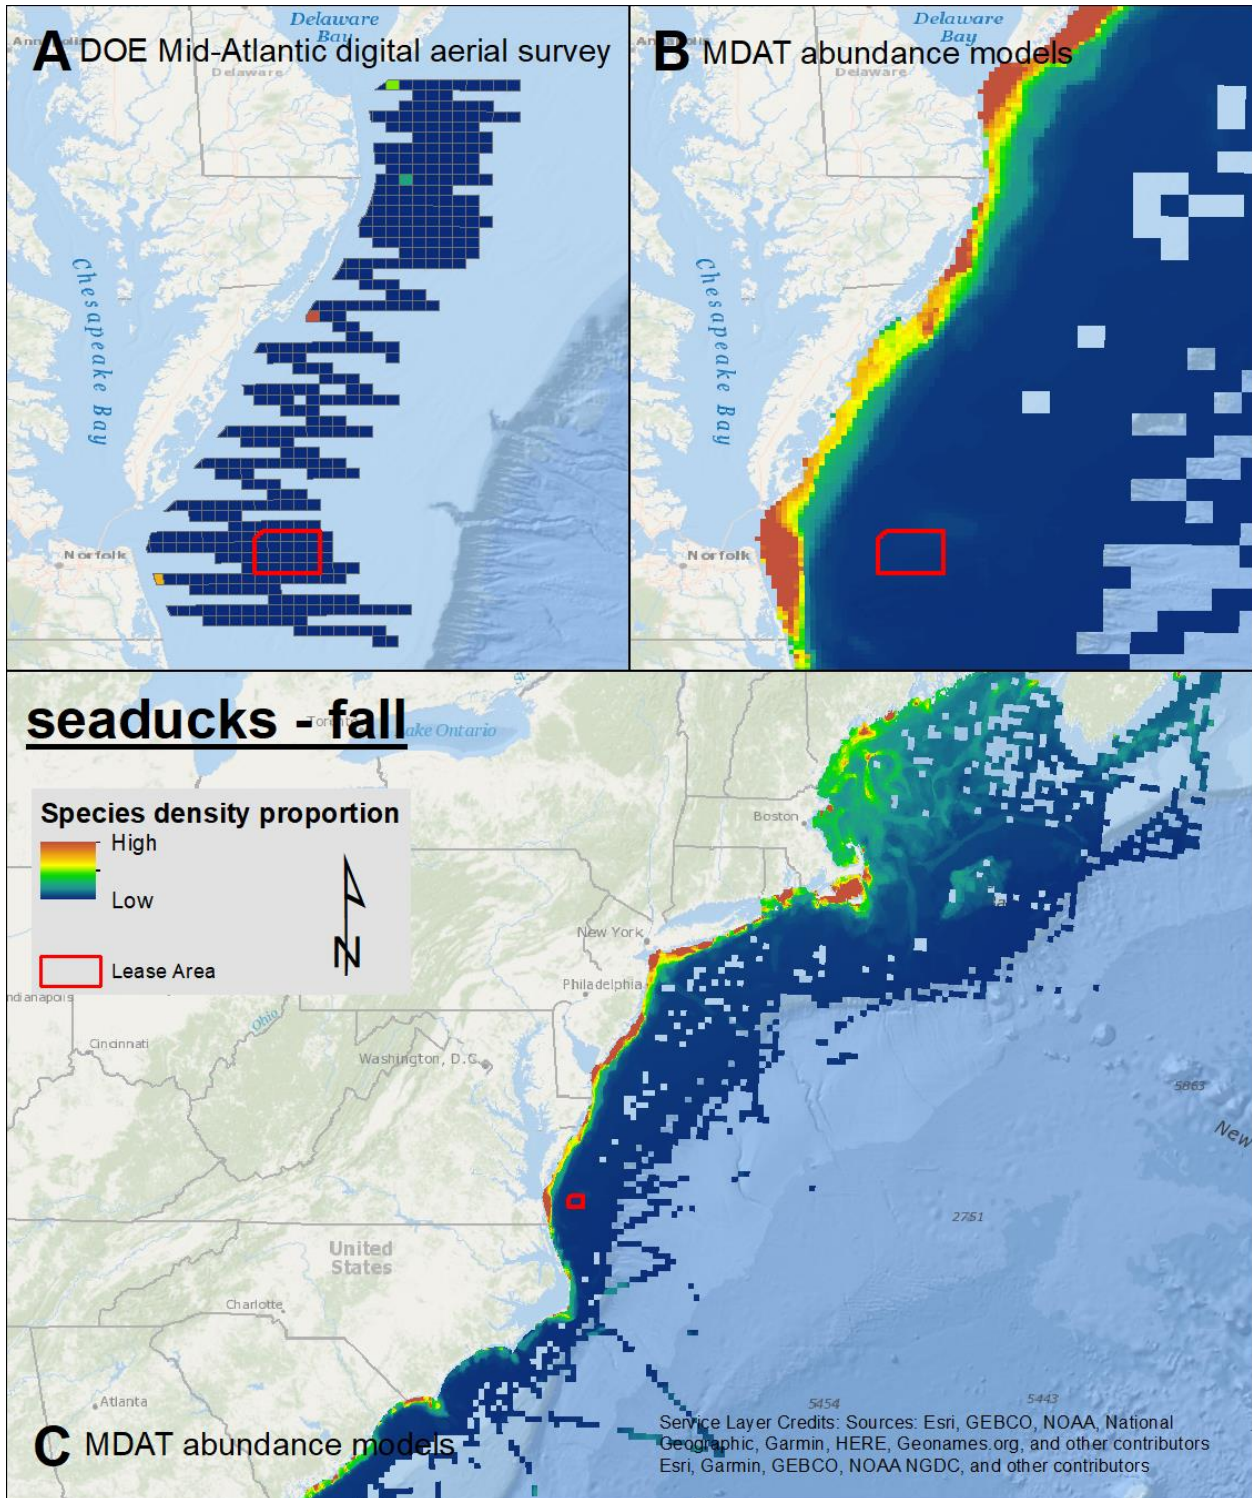 Delaware
Bay
Annapolis
A DOE Mid-Atlantic digital aerial survey
Delaware
Chesapeake Bay
Norfolk
Delaware
Bay
B MDAT abundance models
Delaware
Chesapeake Bay
Norfolk
seaducks - fall
Toronto
Lake Ontario
Species density proportion
High
Low
N
Lease Area
Boston
New York
Philadelphia
Indianapolis
Ohio
Cincinnati
Washington, D.C.
5863
New
2751
United
States
Charlotte
Atlanta
5454
5443
C MDAT abundance models
Service Layer Credits: Sources: Esri, GEBCO, NOAA, National
Geographic, Garmin, HERE, Geonames.org, and other contributors
Esri, Garmin, GEBCO, NOAA NGDC, and other contributors